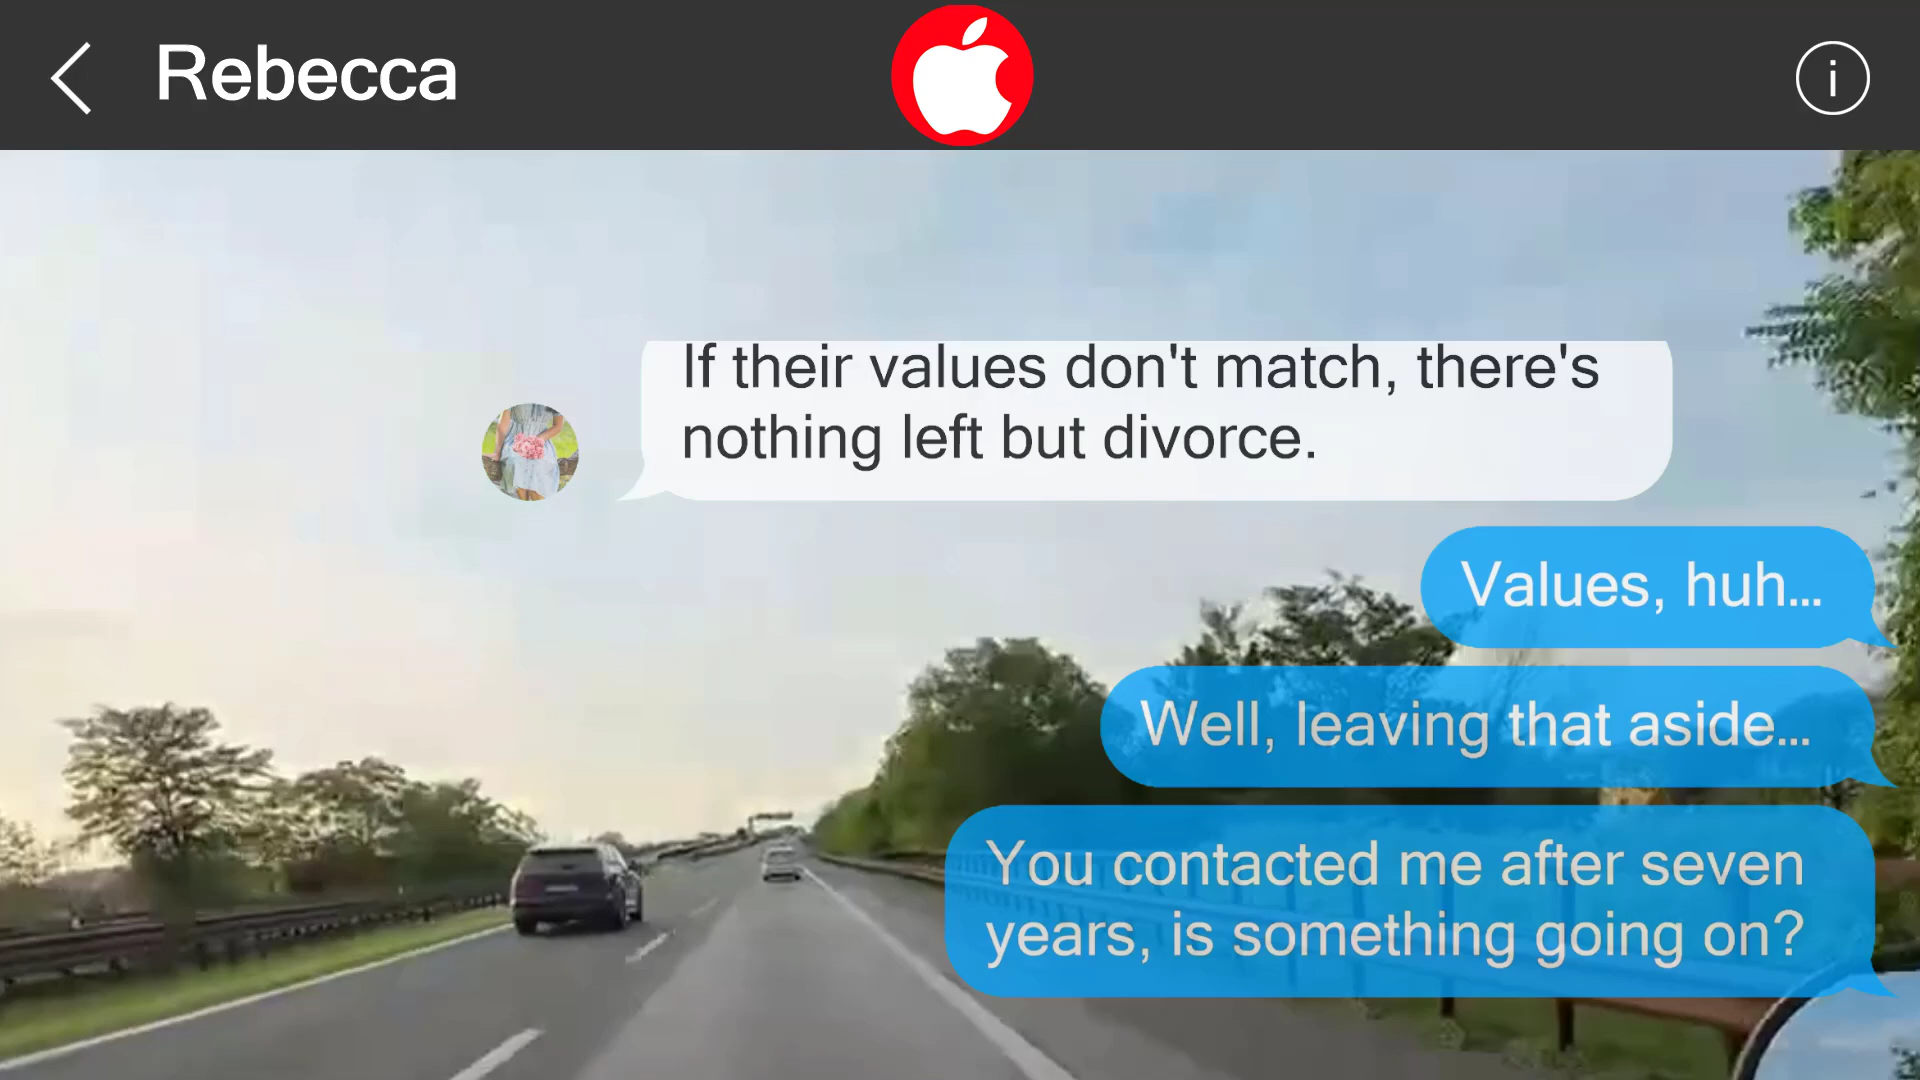 Rebecca
i
If their values don't match, there's
nothing left but divorce.
Values, huh...
Well, leaving that aside...
You contacted me after seven
years, is something going on?